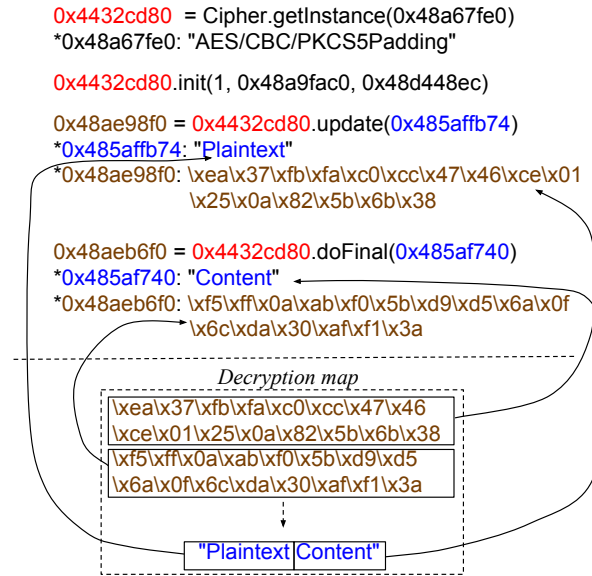 0x4432cd80 = Cipher.getInstance(0x48a67fe0)
*0x48a67fe0: "AES/CBC/PKCS5Padding"
0x4432cd80.init(1, 0x48a9fac0, 0x48d448ec)
0x48ae98f0 = 0x4432cd80.update(0x485affb74)
*0x485affb74: "Plaintext"
*0x48ae98f0: \xea\x37\xfb\xfa\xc0\xcc\x47\x46\xce\x01
\x25\x0a\x82\x5b\x6b\x38
0x48aeb6f0 = 0x4432cd80.doFinal(0x485af740)
*0x485af740: "Content"
*0x48aeb6f0: \xf5\xff\x0a\xab\xf0\x5b\xd9\xd5\x6a\x0f
\x6c\xda\x30\xaf\xf1\x3a
Decryption map
\xea\x37\xfb\xfa\xc0\xcc\x47\x46
\xce\x01\x25\x0a\x82\x5b\x6b\x38
\xf5\xff\x0a\xab\xf0\x5b\xd9\xd5
\x6a\x0f\x6c\xda\x30\xaf\xf1\x3a
"Plaintext Content"